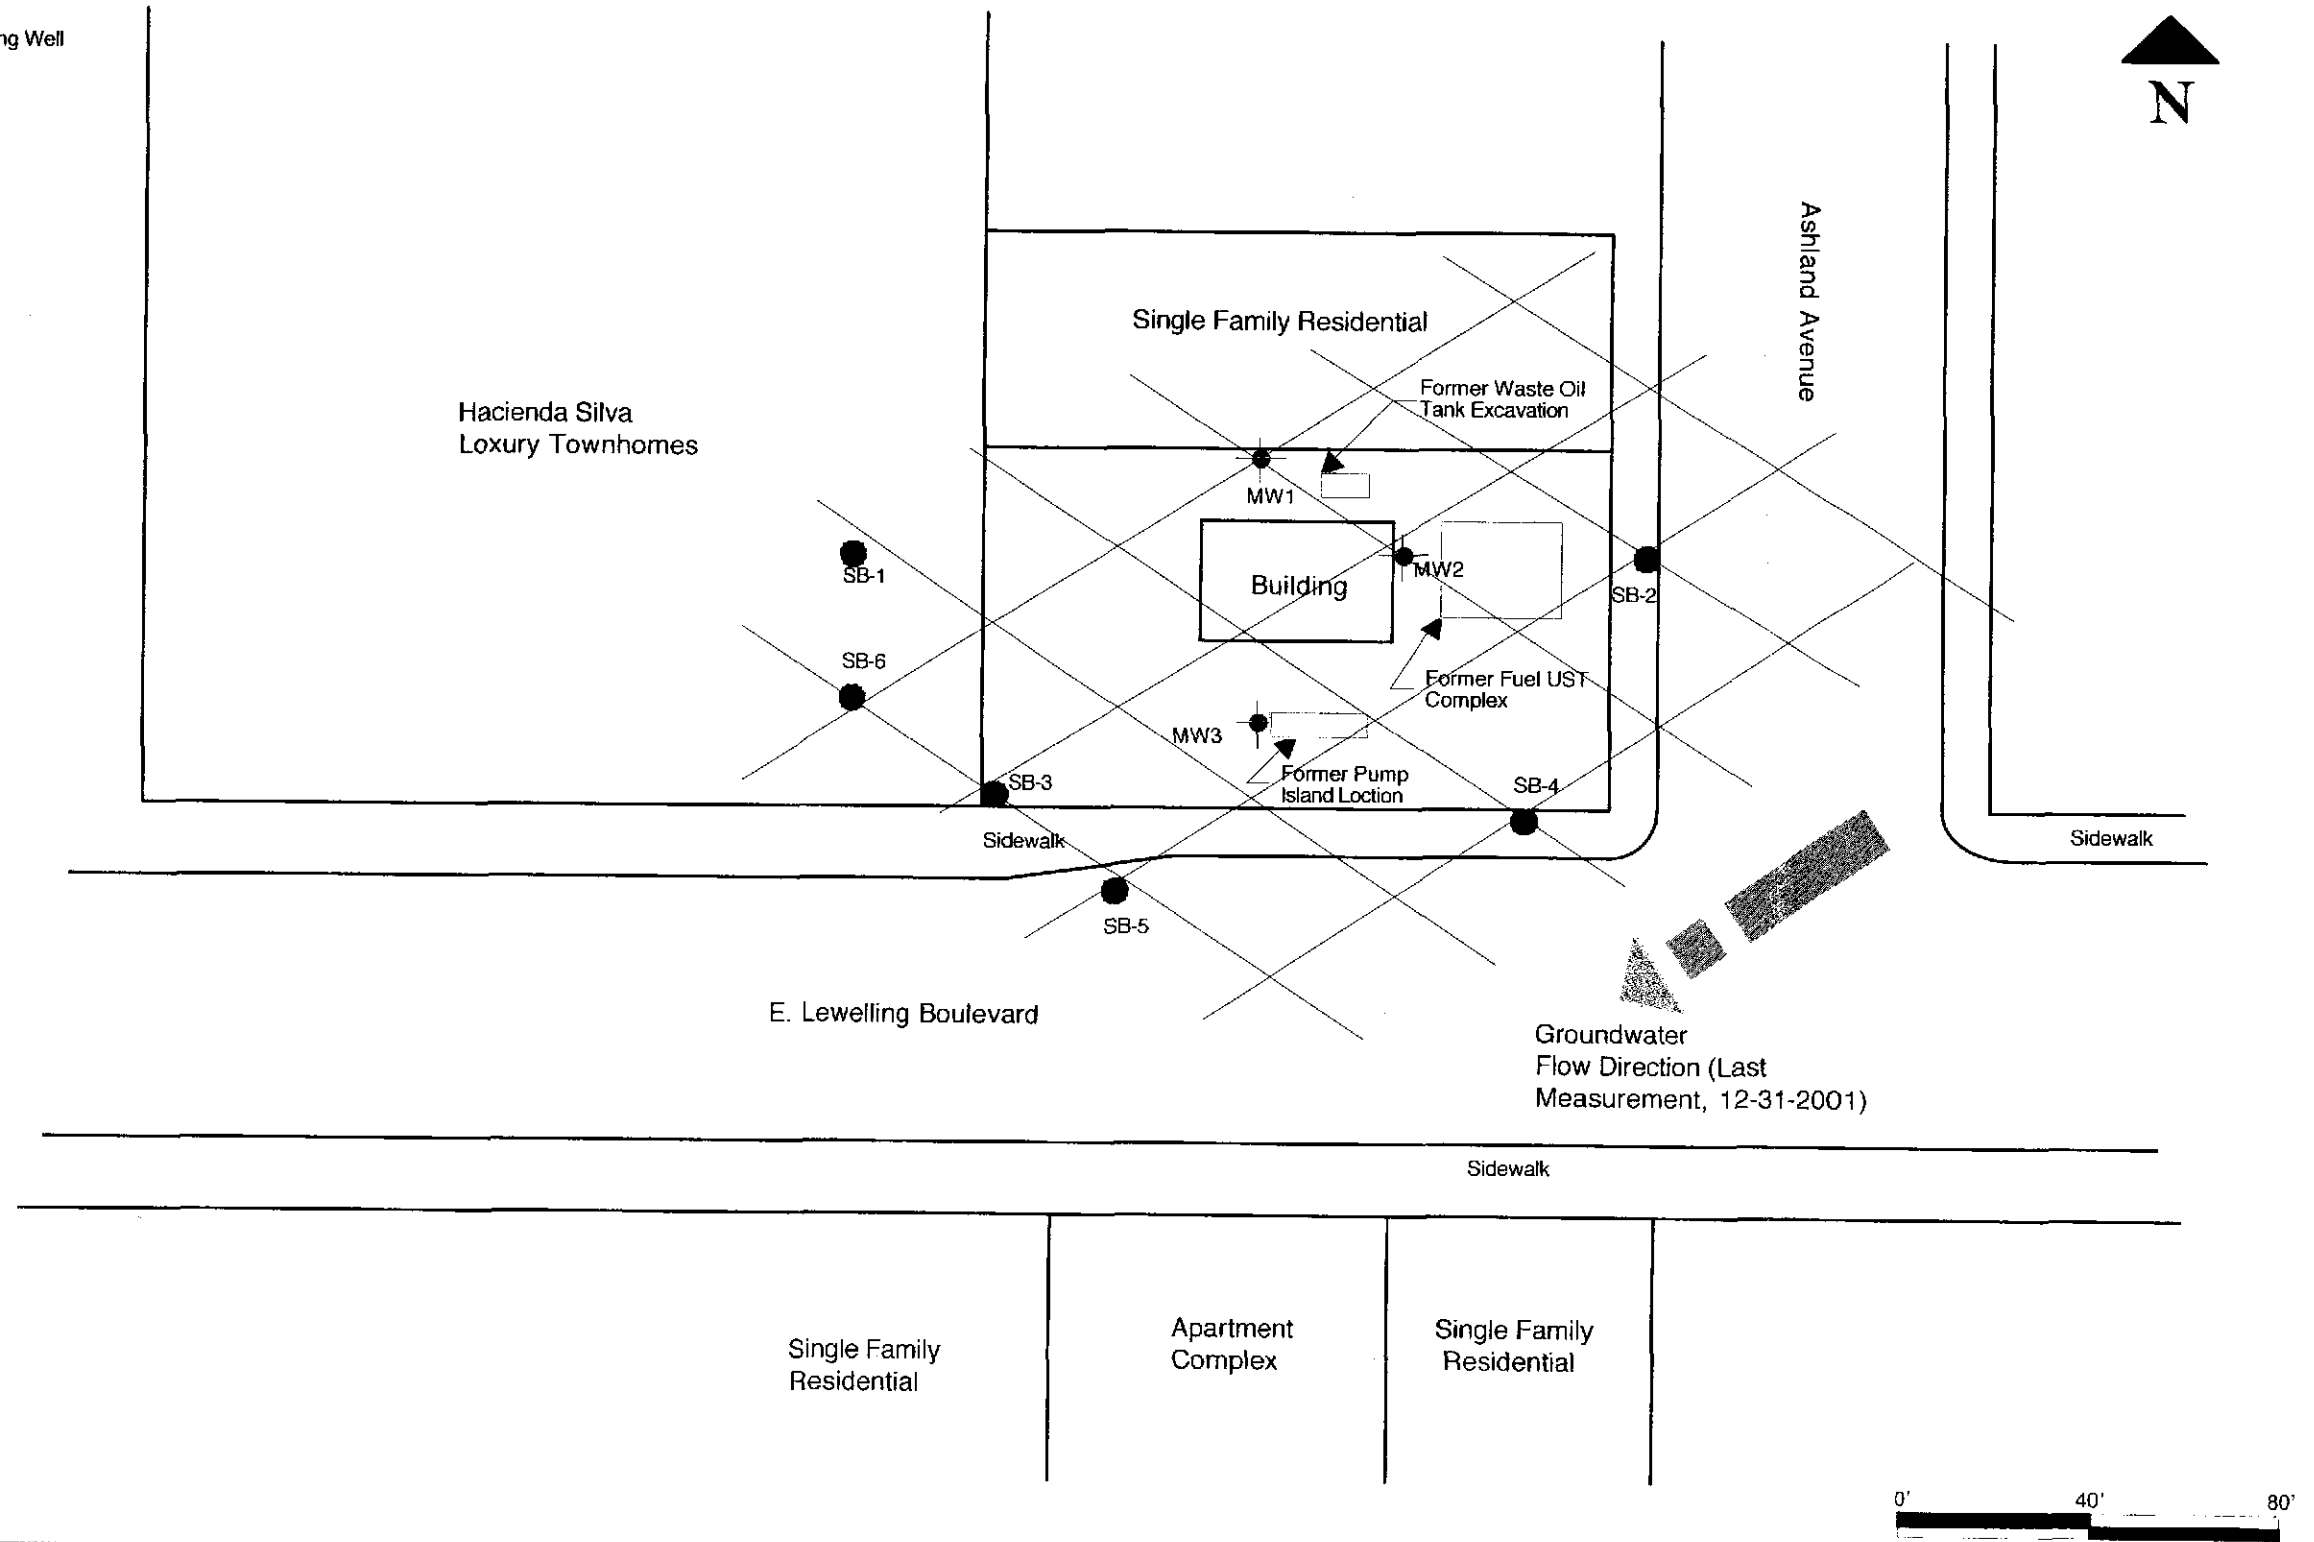 ng Well
N
Ashland Avenue
Single Family Residential
Former Waste Oil
Tank Excavation
Hacienda Silva
Loxury Townhomes
MW1
SB-1
Building
MW2
SB-2
SB-6
Former Fuel UST
Complex
MW3
SB-3
Former Pump
Island Loction
SB-4
Sidewalk
Sidewalk
SB-5
E. Lewelling Boulevard
Groundwater
Flow Direction (Last
Measurement, 12-31-2001)
Sidewalk
Single Family
Residential
Apartment
Complex
Single Family
Residential
0'
40'
80'